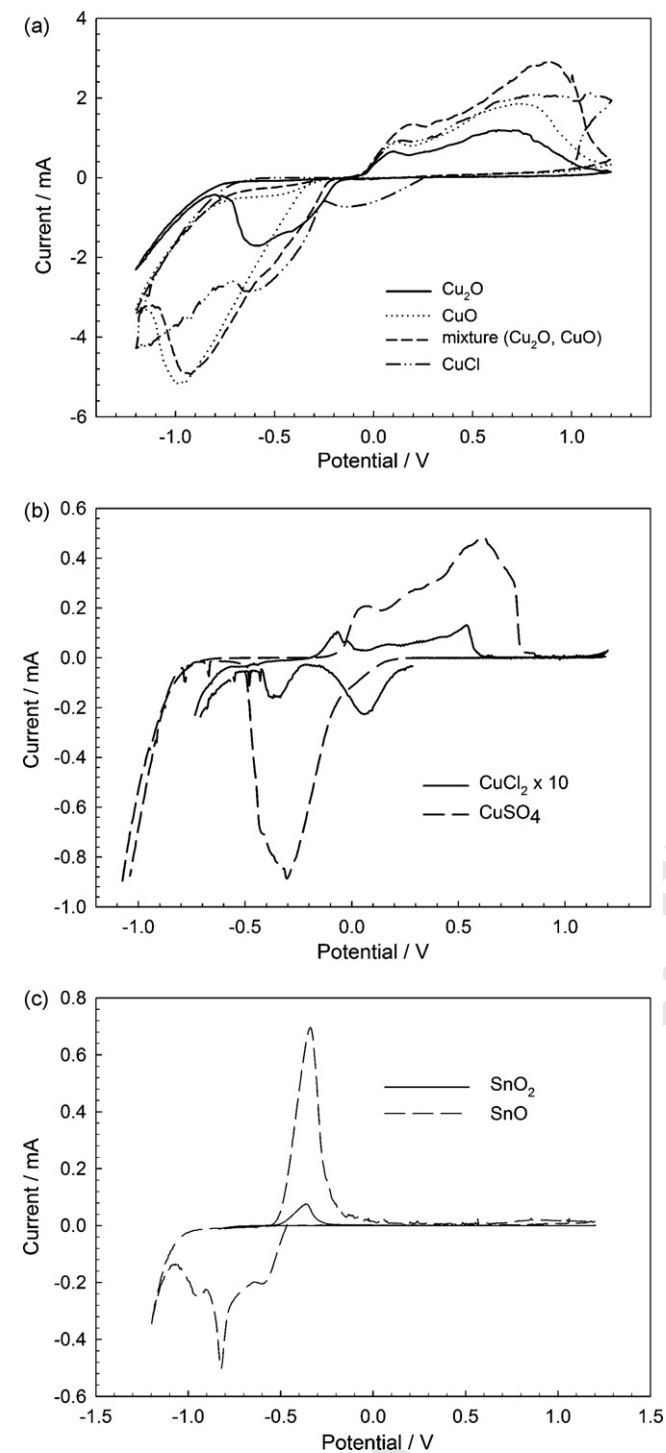 (a)
4
2
0
-2
-4
-6
Current / mA
Cu₂O
CuO
mixture (Cu₂O, CuO)
CuCl
-1.0 -0.5 0.0 0.5 1.0
Potential / V
(b)
0.6
0.4
0.2
0.0
-0.2
-0.4
-0.6
-0.8
-1.0
Current / mA
CuCl₂ x 10
CuSO₄
-1.0 -0.5 0.0 0.5 1.0
Potential / V
(c)
0.8
0.6
0.4
0.2
0.0
-0.2
-0.4
-0.6
Current / mA
SnO₂
SnO
-1.5 -1.0 -0.5 0.0 0.5 1.0 1.5
Potential / V